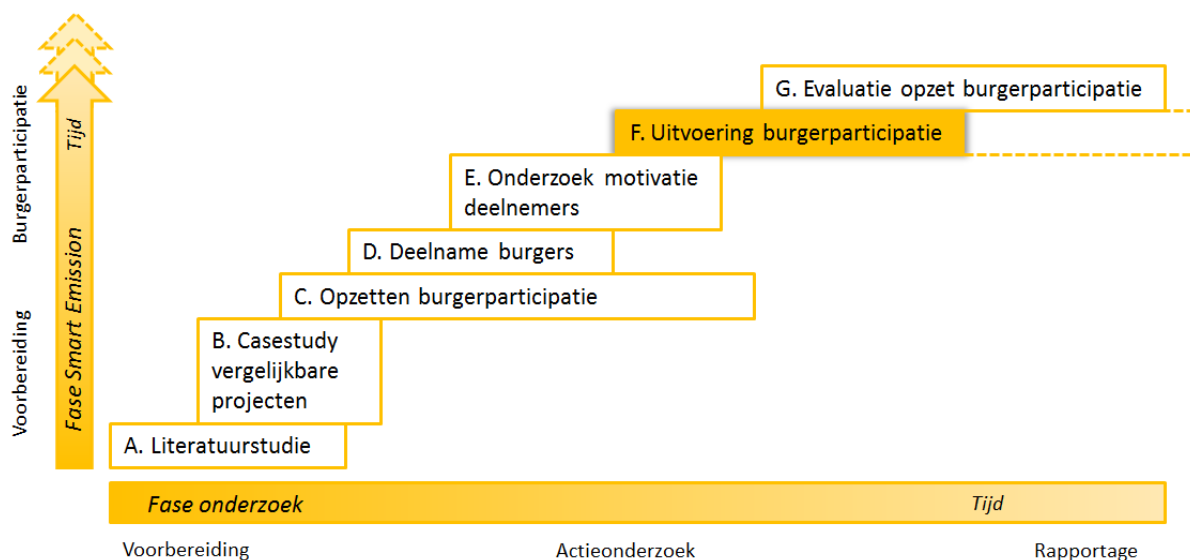 G. Evaluatie opzet burgerparticipatie
F. Uitvoering burgerparticipatie
E. Onderzoek motivatie
deelnemers
D. Deelname burgers
C. Opzetten burgerparticipatie
B. Casestudy
vergelijkbare
projecten
A. Literatuurstudie
Burgerparticipatie
Voorbereiding
Tijd
Fase Smart Emission
Fase onderzoek
Tijd
Voorbereiding
Actieonderzoek
Rapportage